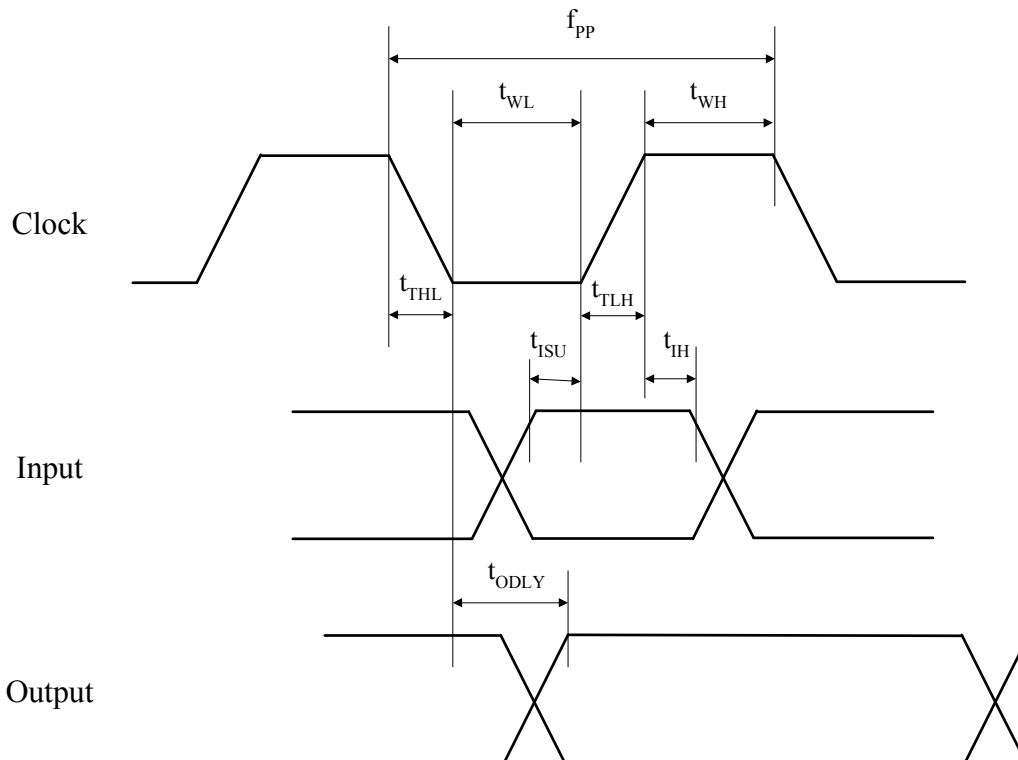 f_PP
t_WL
t_WH
Clock
t_THL
t_TLH
t_ISU
t_IH
Input
t_ODLY
Output